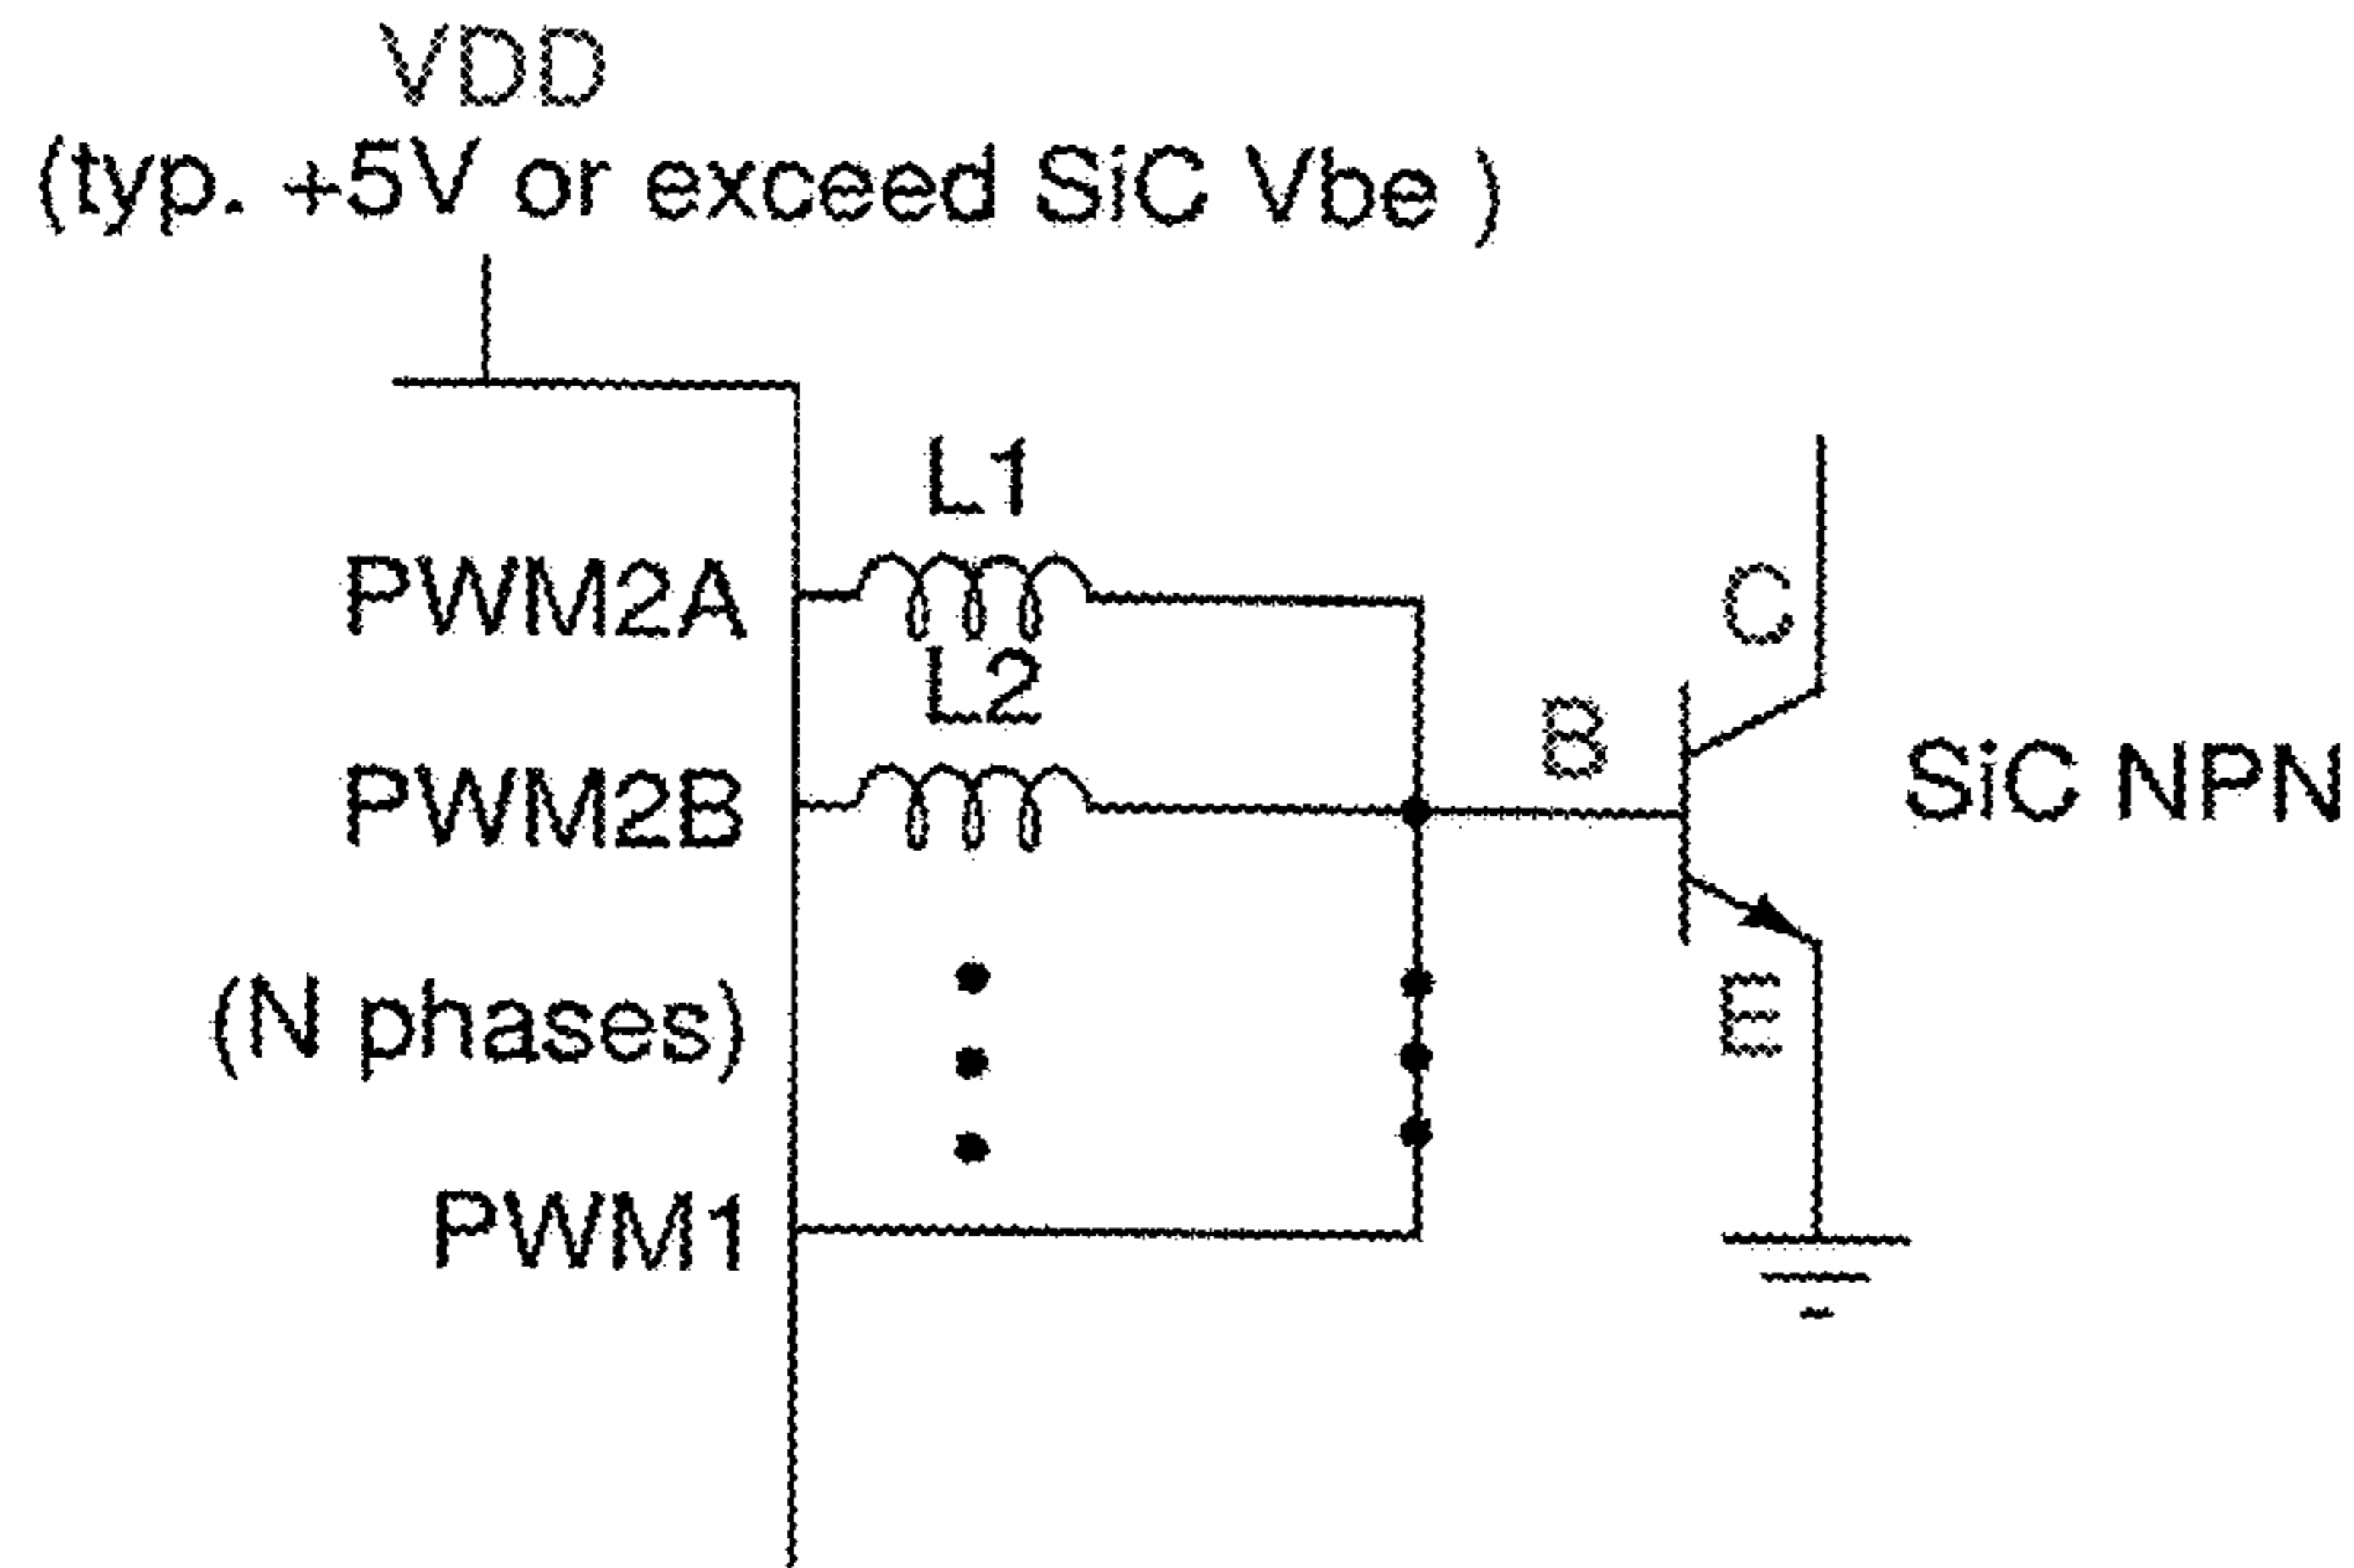 VDD
(typ. +5V or exceed SiC Vbe )
L1
PWM2A
C
L2
B
PWM2B
SiC NPN
(N phases)
E
PWM1